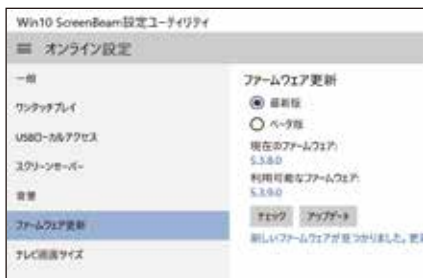 Win10 ScreenBeam設定ユーティリティ
オンライン設定
一般
ワンタッチプレイ
USBローカルアクセス
スクリーンセーバー
背景
ファームウェア更新
テレビ画面サイズ
ファームウェア更新
最新版
ベータ版
現在のファームウェア:
5.3.8.0
利用可能なファームウェア:
5.3.9.0
チェック アップデート
新しいファームウェアが見つかりました。更新